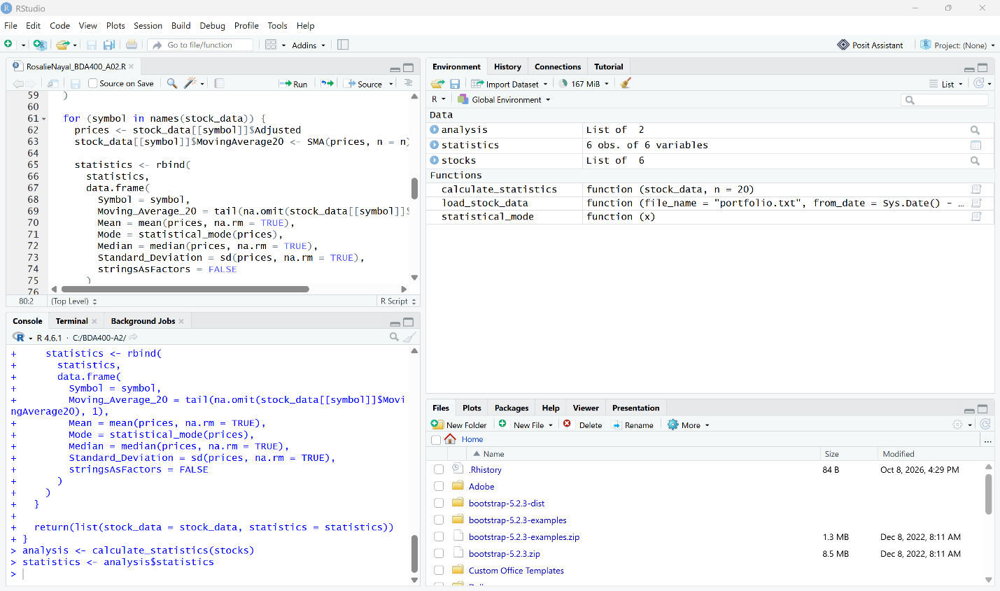 RStudio
File Edit Code View Plots Session Build Debug Profile Tools Help
Go to file/function Addins Posit Assistant Project: (None)
RosalieNayal_BDA400_A02.R
Source on Save Run Source
59 )
60
61 for (symbol in names(stock_data)) {
62 prices <- stock_data[[symbol]]$Adjusted
63 stock_data[[symbol]]$MovingAverage20 <- SMA(prices, n = n)
64
65 statistics <- rbind(
66 statistics,
67 data.frame(
68 Symbol = symbol,
69 Moving_Average_20 = tail(na.omit(stock_data[[symbol]]$
70 Mean = mean(prices, na.rm = TRUE),
71 Mode = statistical_mode(prices),
72 Median = median(prices, na.rm = TRUE),
73 Standard_Deviation = sd(prices, na.rm = TRUE),
74 stringsAsFactors = FALSE
75 )
76
80:2 (Top Level) R Script
Console Terminal Background Jobs
R 4.6.1 · C:/BDA400-A2/
+ statistics <- rbind(
+ statistics,
+ data.frame(
+ Symbol = symbol,
+ Moving_Average_20 = tail(na.omit(stock_data[[symbol]]$Movi
ngAverage20), 1),
+ Mean = mean(prices, na.rm = TRUE),
+ Mode = statistical_mode(prices),
+ Median = median(prices, na.rm = TRUE),
+ Standard_Deviation = sd(prices, na.rm = TRUE),
+ stringsAsFactors = FALSE
+ )
+ )
+ }
+
+ return(list(stock_data = stock_data, statistics = statistics))
+ }
> analysis <- calculate_statistics(stocks)
> statistics <- analysis$statistics
>
Environment History Connections Tutorial
Import Dataset 167 MiB List
R Global Environment
Data
analysis List of 2
statistics 6 obs. of 6 variables
stocks List of 6
Functions
calculate_statistics function (stock_data, n = 20)
load_stock_data function (file_name = "portfolio.txt", from_date = Sys.Date() - …
statistical_mode function (x)
Files Plots Packages Help Viewer Presentation
New Folder New File Delete Rename More
Home ...
Name Size Modified
.Rhistory 84 B Oct 8, 2026, 4:29 PM
Adobe
bootstrap-5.2.3-dist
bootstrap-5.2.3-examples
bootstrap-5.2.3-examples.zip 1.3 MB Dec 8, 2022, 8:11 AM
bootstrap-5.2.3.zip 8.5 MB Dec 8, 2022, 8:11 AM
Custom Office Templates